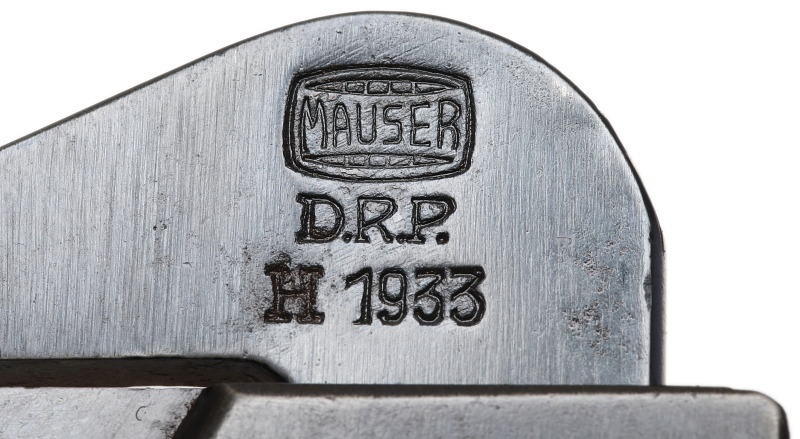 MAUSER
D.R.P.
H 1933